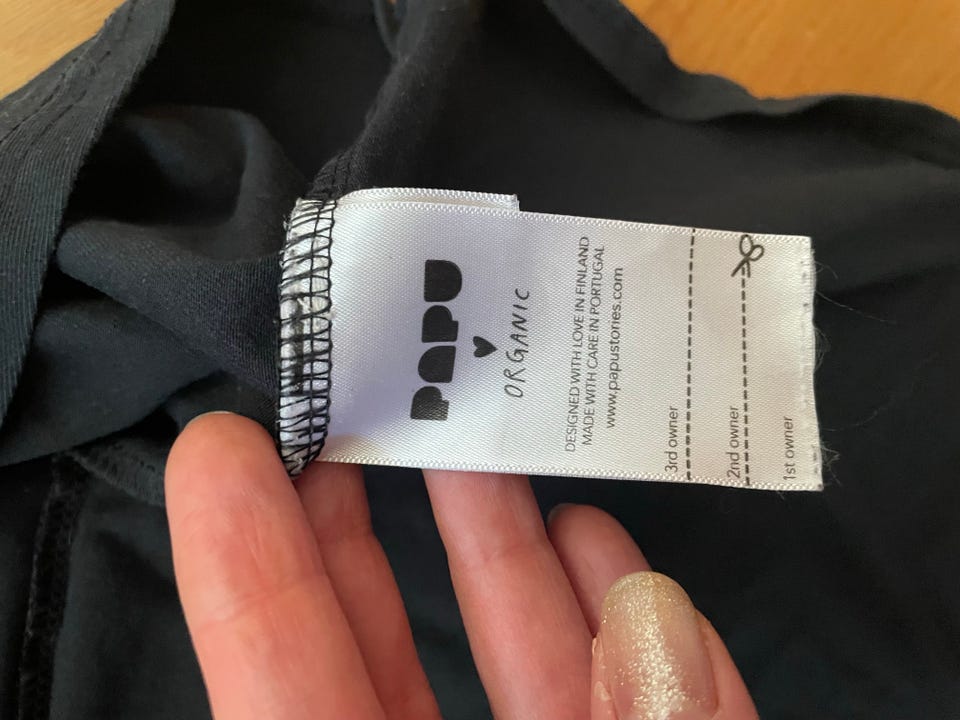 PAPU
ORGANIC
DESIGNED WITH LOVE IN FINLAND
MADE WITH CARE IN PORTUGAL
www.papustories.com
3rd owner
2nd owner
1st owner